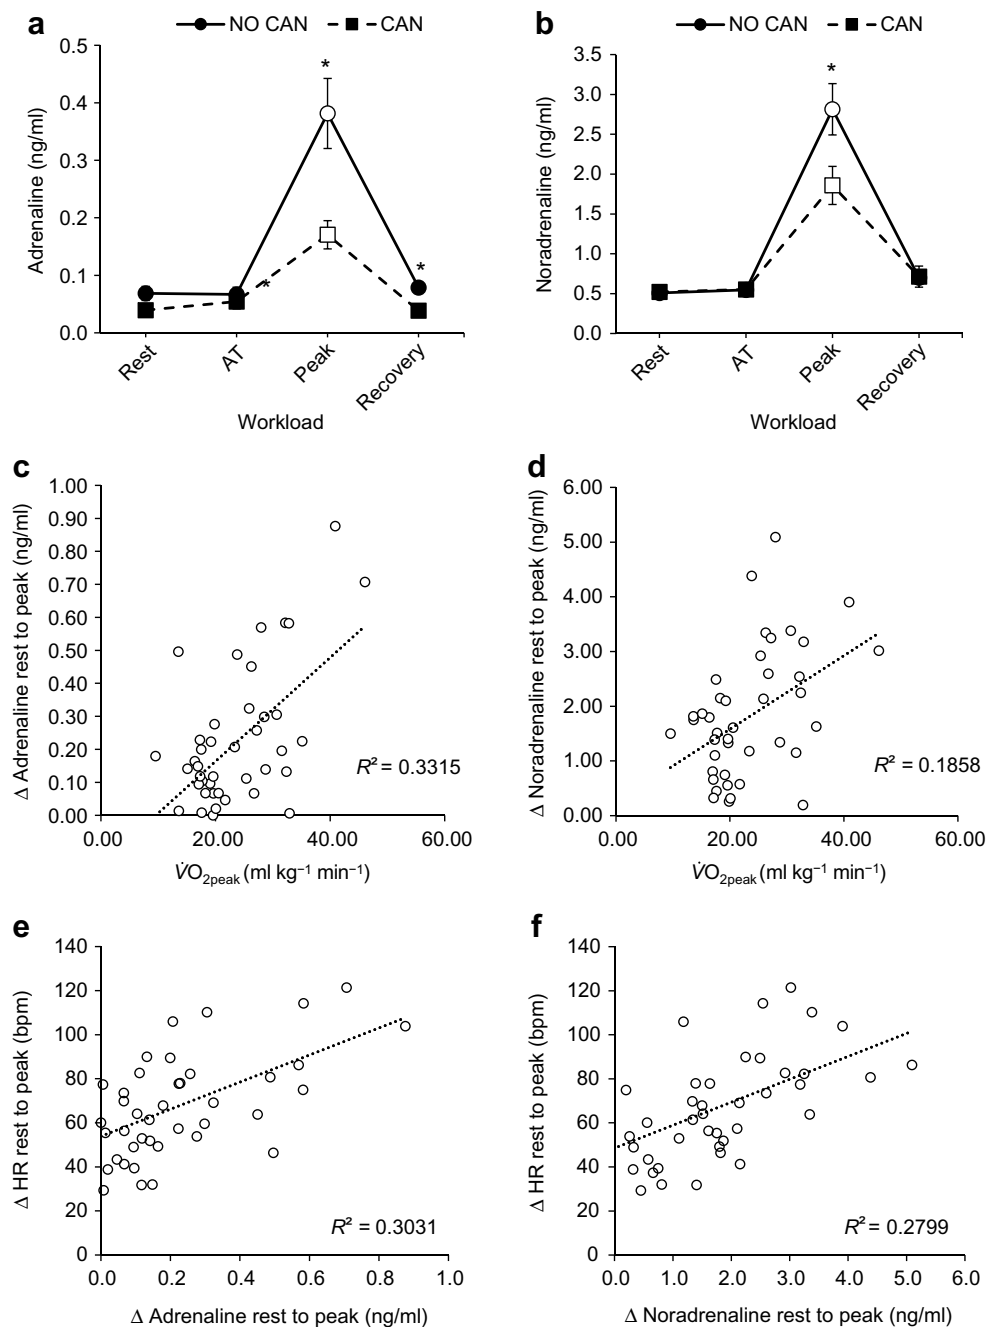 a
NO CAN CAN
Adrenaline (ng/ml)
0.5
0.4
0.3
0.2
0.1
0.0
*
*
*
Rest AT Peak Recovery
Workload
b
NO CAN CAN
Noradrenaline (ng/ml)
3.5
3.0
2.5
2.0
1.5
1.0
0.5
0.0
*
Rest AT Peak Recovery
Workload
c
Δ Adrenaline rest to peak (ng/ml)
1.00
0.90
0.80
0.70
0.60
0.50
0.40
0.30
0.20
0.10
0.00
R² = 0.3315
0.00 20.00 40.00 60.00
V̇O₂peak (ml kg⁻¹ min⁻¹)
d
Δ Noradrenaline rest to peak (ng/ml)
6.00
5.00
4.00
3.00
2.00
1.00
0.00
R² = 0.1858
0.00 20.00 40.00 60.00
V̇O₂peak (ml kg⁻¹ min⁻¹)
e
Δ HR rest to peak (bpm)
140
120
100
80
60
40
20
0
R² = 0.3031
0.0 0.2 0.4 0.6 0.8 1.0
Δ Adrenaline rest to peak (ng/ml)
f
Δ HR rest to peak (bpm)
140
120
100
80
60
40
20
0
R² = 0.2799
0.0 1.0 2.0 3.0 4.0 5.0 6.0
Δ Noradrenaline rest to peak (ng/ml)